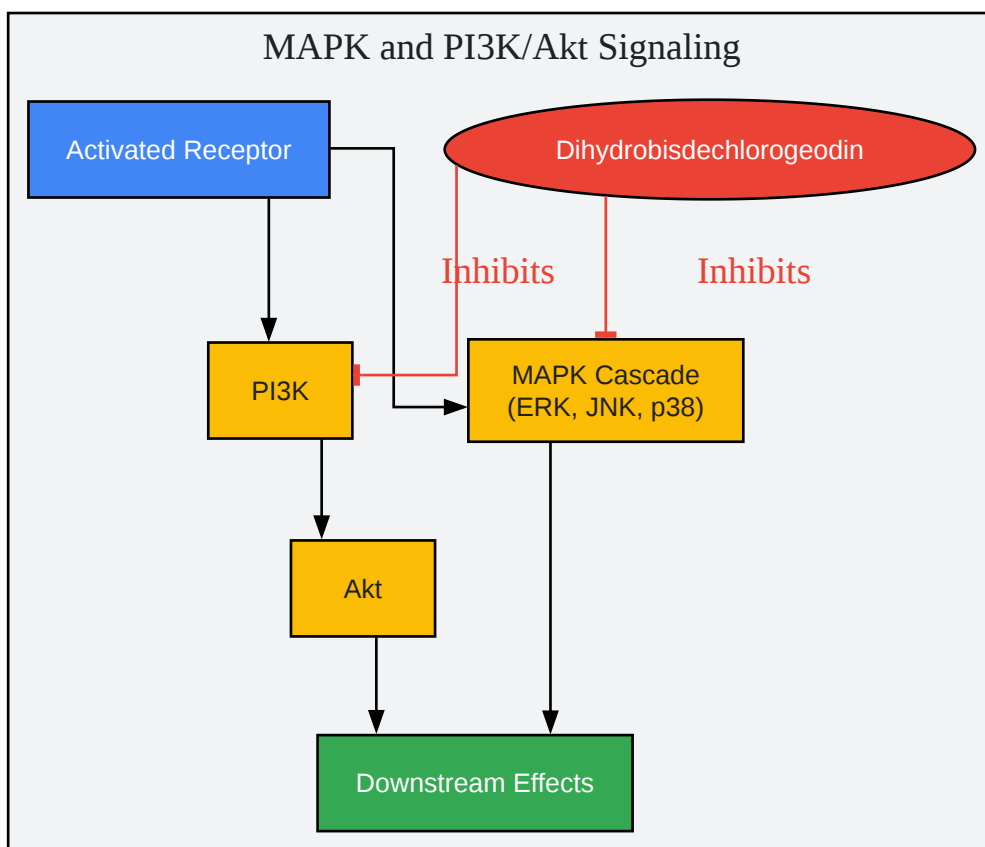 MAPK and PI3K/Akt Signaling
Activated Receptor
Dihydrobisdechlorogeodin
Inhibits
Inhibits
PI3K
MAPK Cascade
(ERK, JNK, p38)
Akt
Downstream Effects